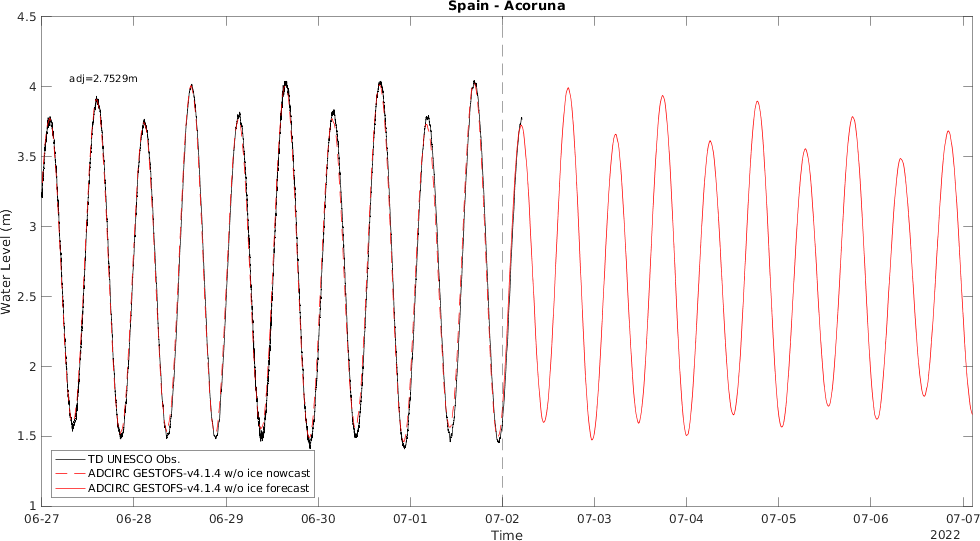 Spain - Acoruna
4.5
adj=2.7529m
4
3.5
3
2.5
2
1.5
1
Water Level (m)
TD UNESCO Obs.
ADCIRC GESTOFS-v4.1.4 w/o ice nowcast
ADCIRC GESTOFS-v4.1.4 w/o ice forecast
06-27 06-28 06-29 06-30 07-01 07-02 07-03 07-04 07-05 07-06 07-07
Time
2022